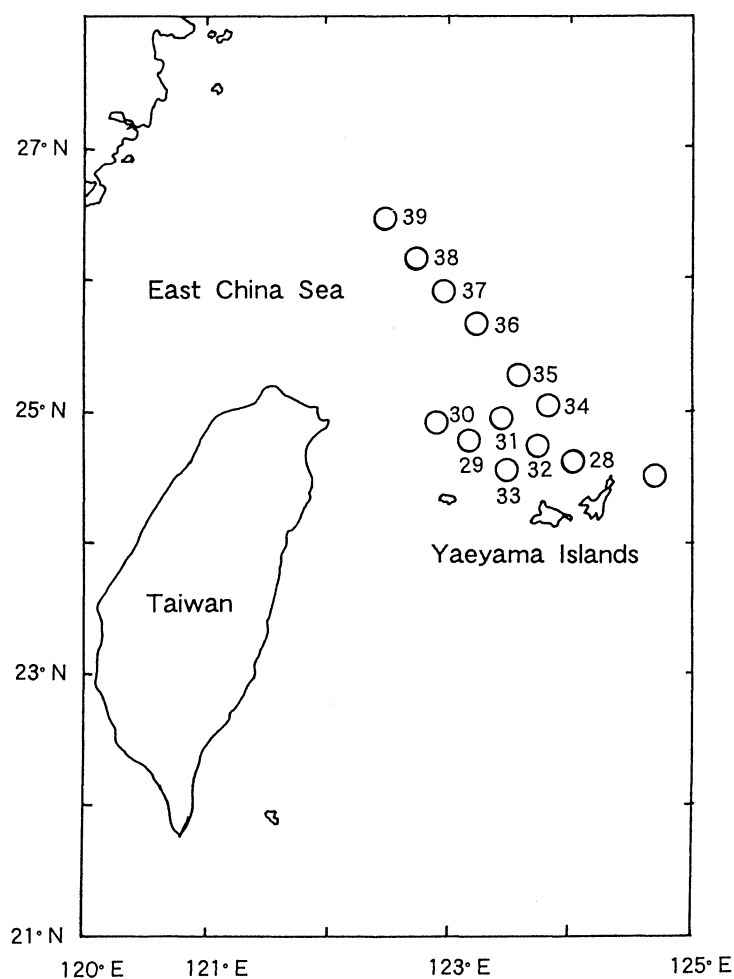 27° N
39
38
East China Sea
37
36
35
25° N
30
34
31
29
32
28
33
Yaeyama Islands
Taiwan
23° N
21° N
120° E
121° E
123° E
125° E